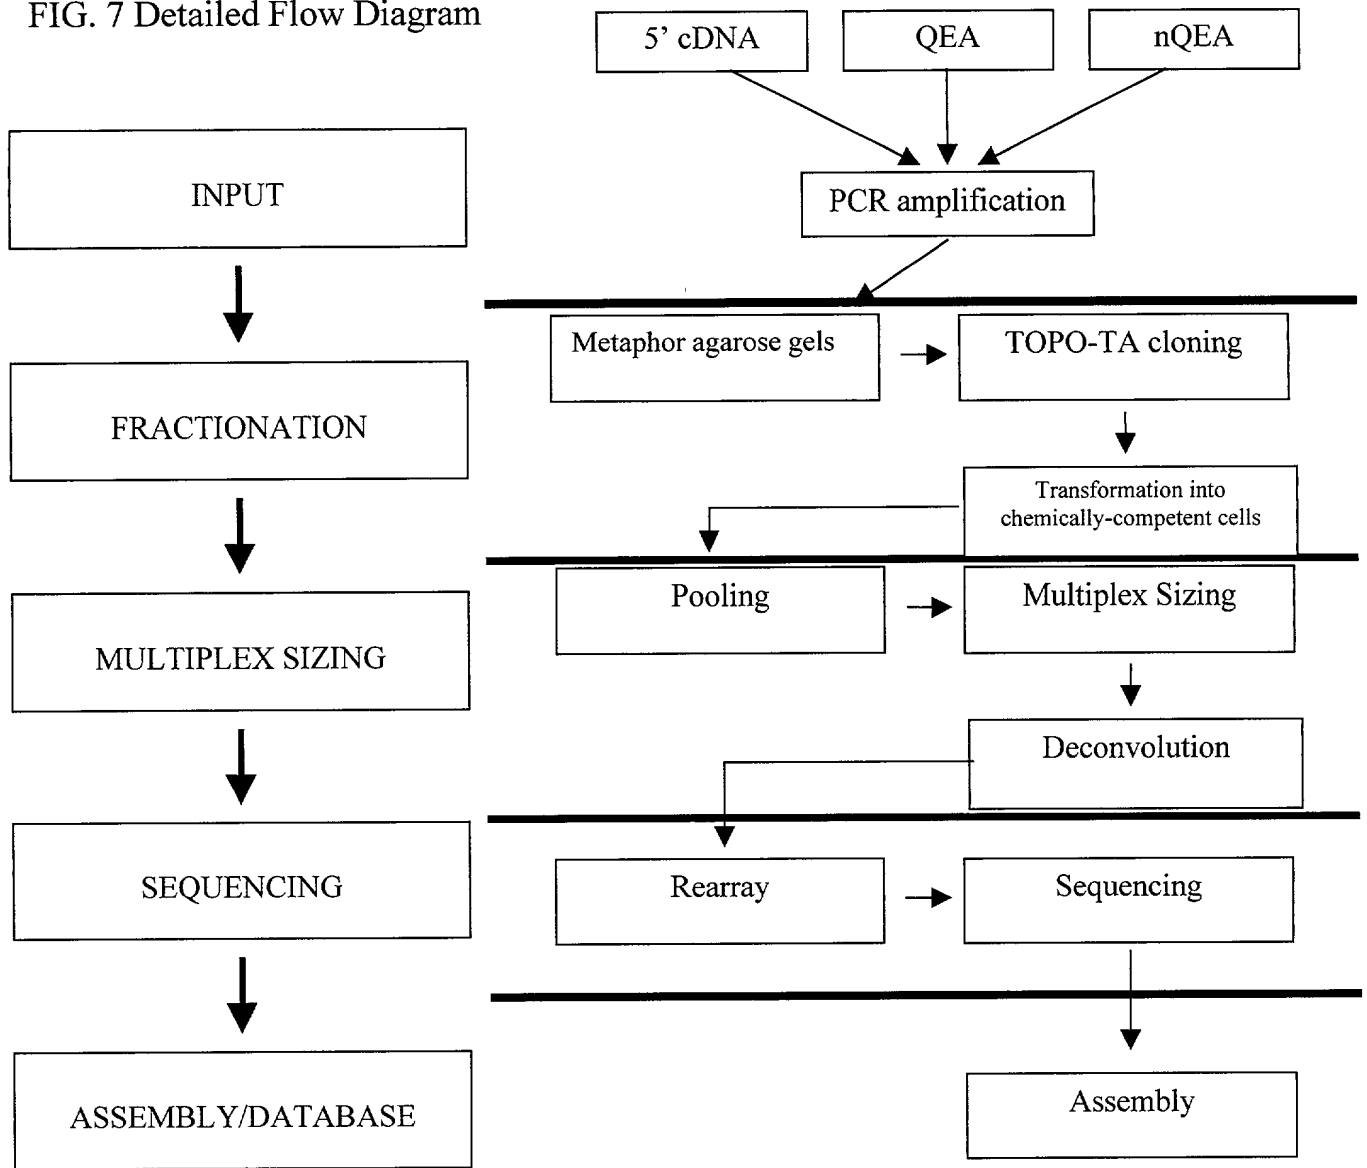 FIG. 7 Detailed Flow Diagram
5’ cDNA
QEA
nQEA
INPUT
PCR amplification
Metaphor agarose gels
TOPO-TA cloning
FRACTIONATION
Transformation into
chemically-competent cells
Pooling
Multiplex Sizing
MULTIPLEX SIZING
Deconvolution
SEQUENCING
Rearray
Sequencing
ASSEMBLY/DATABASE
Assembly